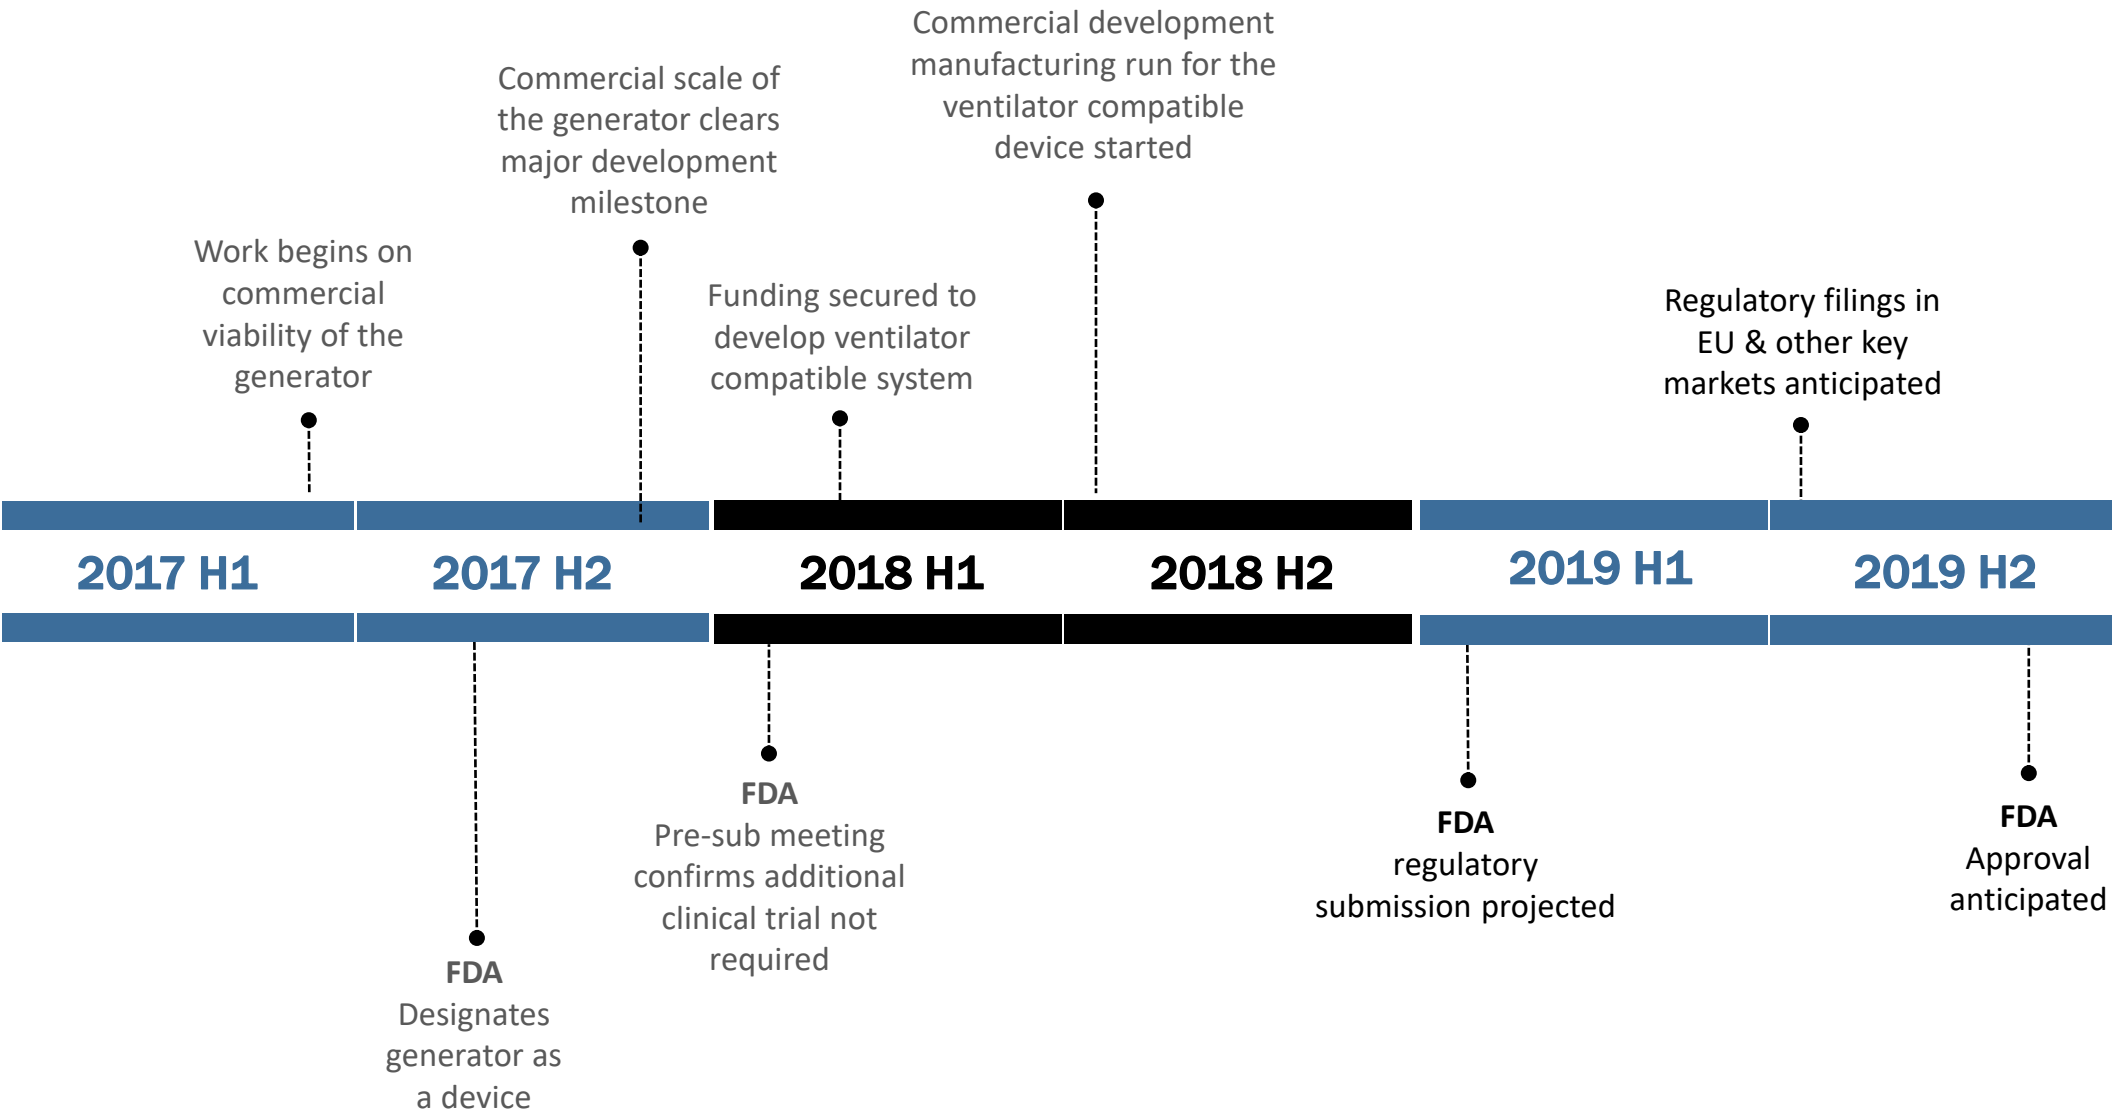 Commercial development
manufacturing run for the
ventilator compatible
device started
Commercial scale of
the generator clears
major development
milestone
Work begins on
commercial
viability of the
generator
Funding secured to
develop ventilator
compatible system
Regulatory filings in
EU & other key
markets anticipated
2017 H1
2017 H2
2018 H1
2018 H2
2019 H1
2019 H2
FDA
Designates
generator as
a device
FDA
Pre-sub meeting
confirms additional
clinical trial not
required
FDA
regulatory
submission projected
FDA
Approval
anticipated